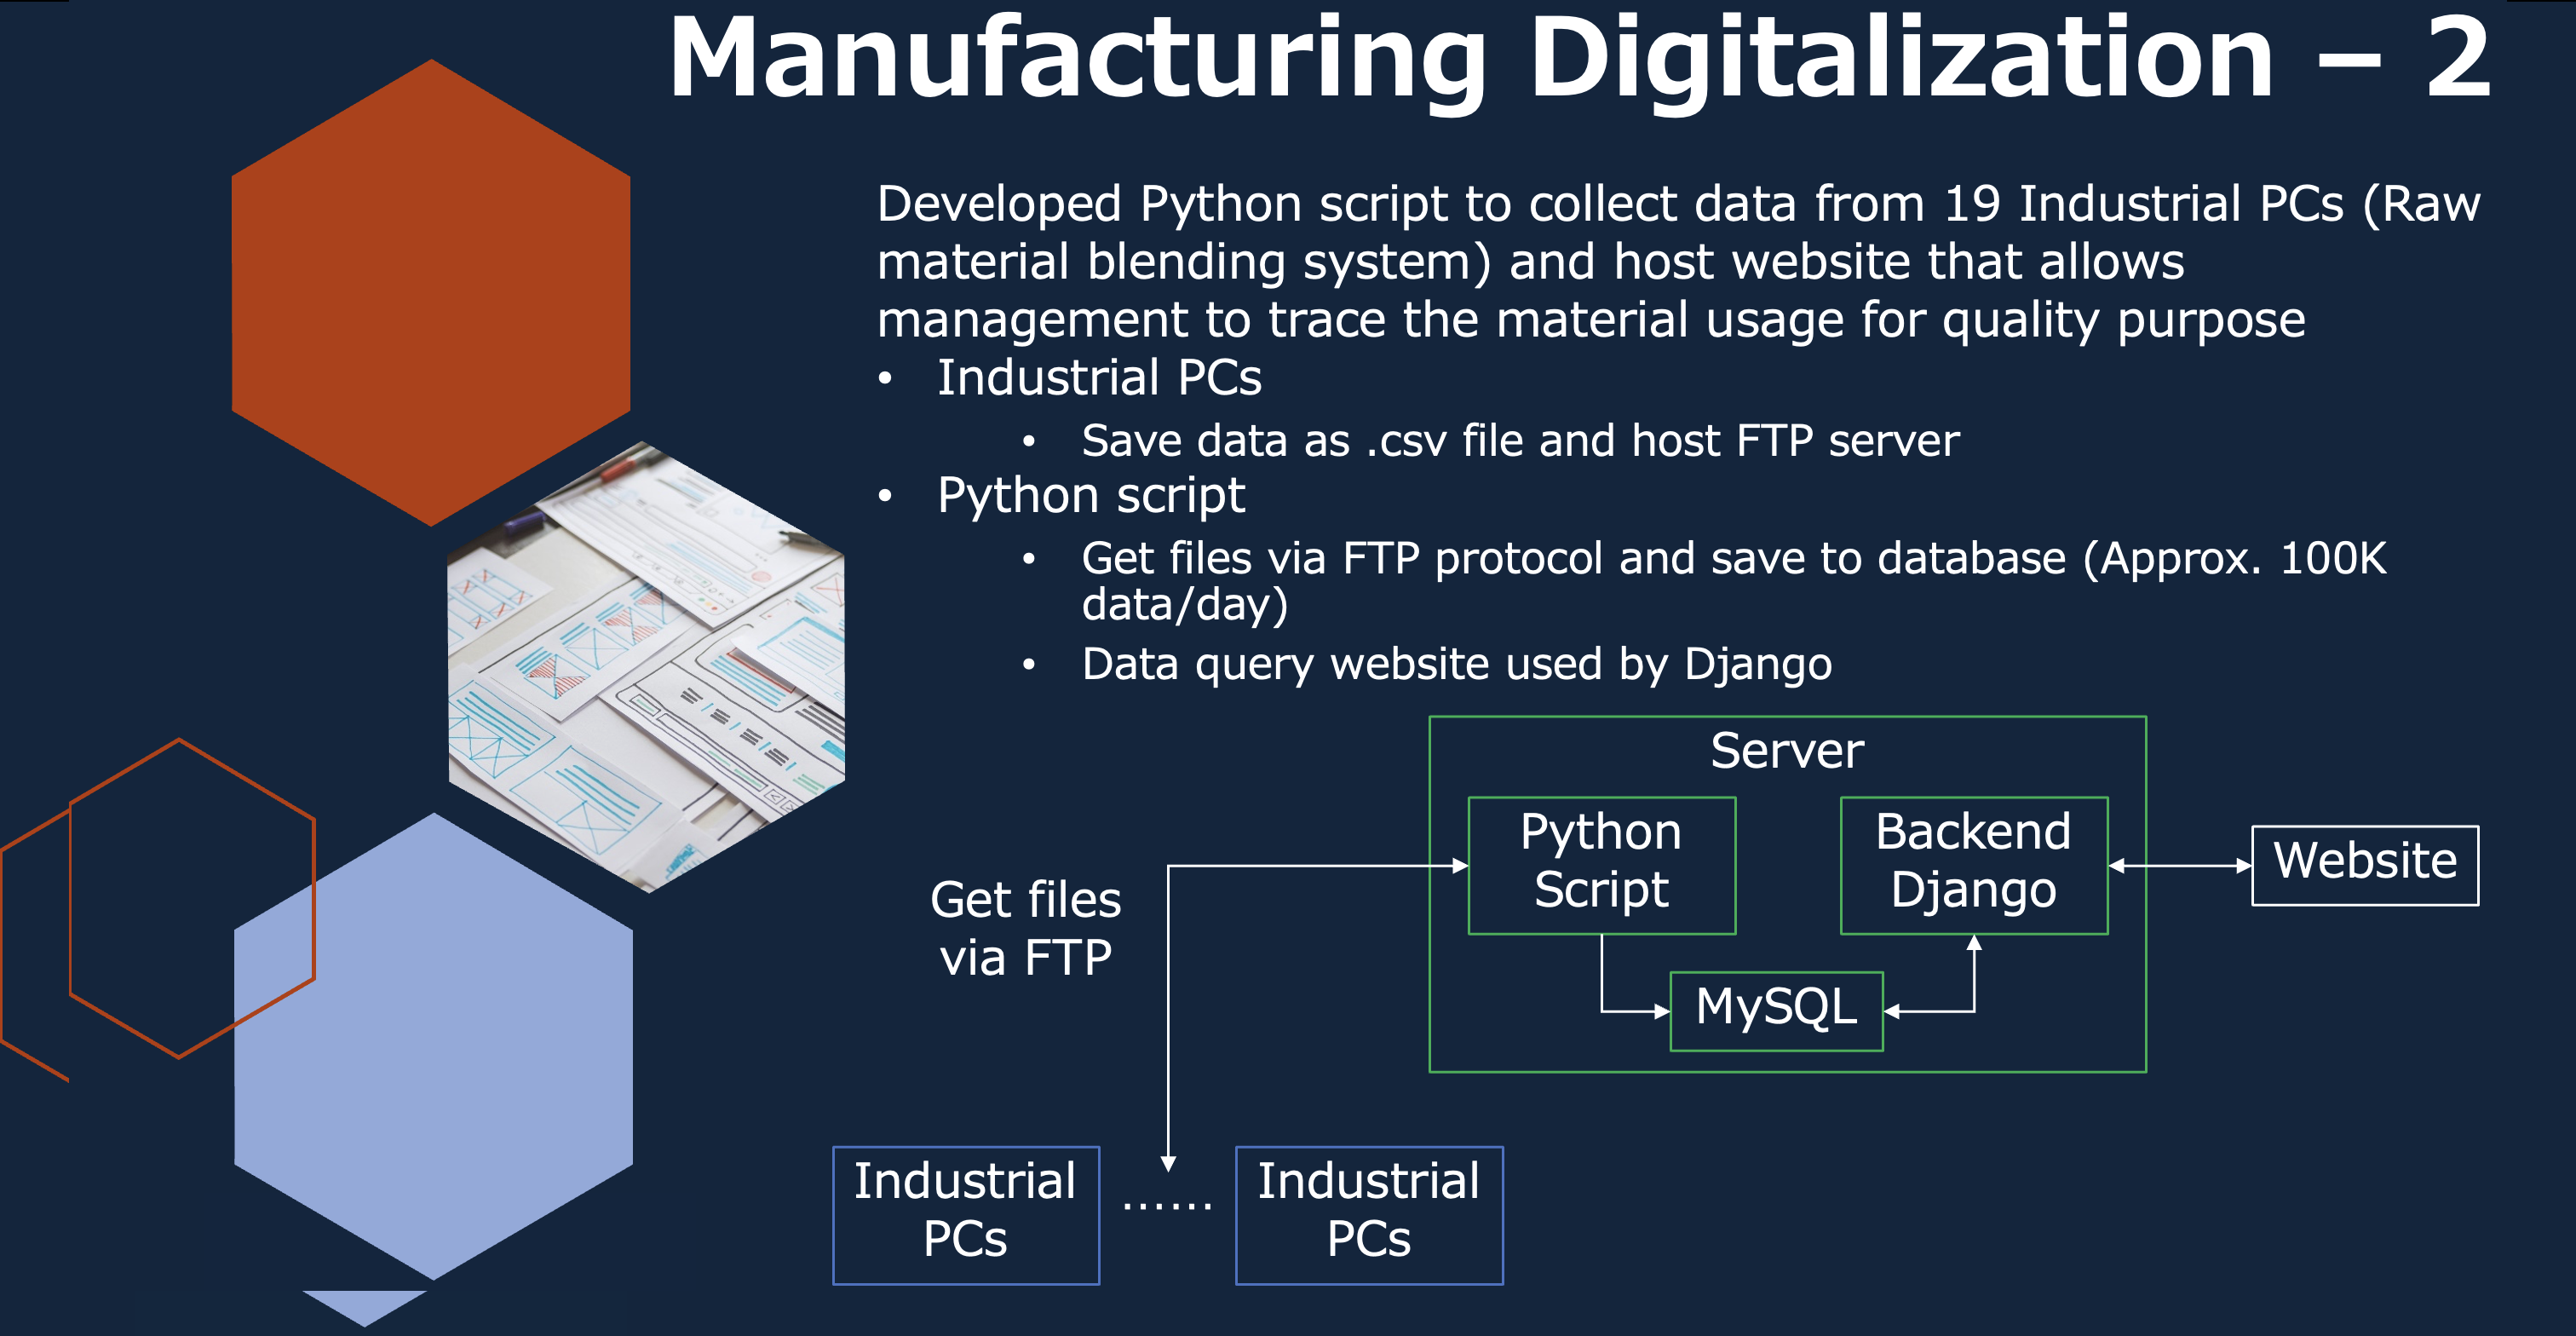 Manufacturing Digitalization – 2
Developed Python script to collect data from 19 Industrial PCs (Raw
material blending system) and host website that allows
management to trace the material usage for quality purpose
• Industrial PCs
• Save data as .csv file and host FTP server
• Python script
• Get files via FTP protocol and save to database (Approx. 100K
data/day)
• Data query website used by Django
Server
Python
Script
Backend
Django
Website
MySQL
Get files
via FTP
Industrial
PCs
......
Industrial
PCs